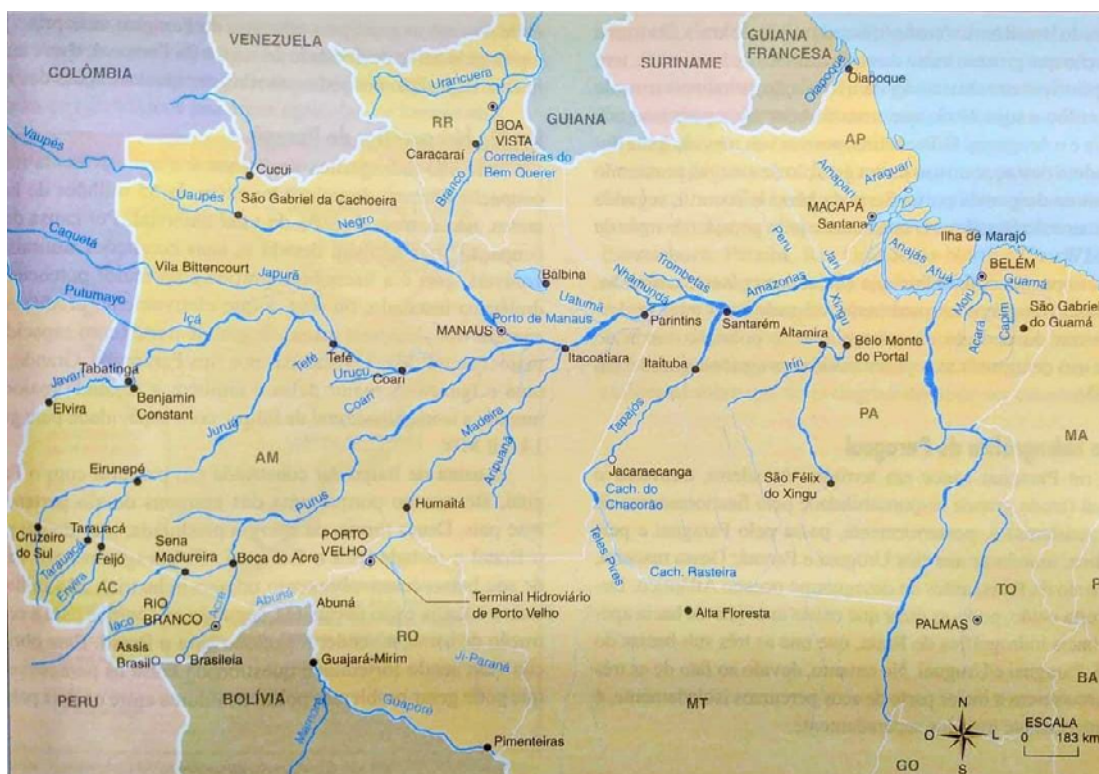 VENEZUELA
COLÔMBIA
SURINAME
GUIANA
FRANCESA
GUIANA
Oiapoque
Oiapoque
Uraricuera
RR
BOA
VISTA
Caracaraí
Corredeiras do
Bem Querer
Branco
AP
Amapari
Araguari
MACAPÁ
Santana
Vaupés
Cucui
Uaupés
São Gabriel da Cachoeira
Negro
Caquetá
Vila Bittencourt
Japurá
Putumayo
Içá
Balbina
Uatumã
Nhamundá
Trombetas
Peru
Amazonas
Jari
Anajás
Afuá
Ilha de Marajó
BELÉM
Moju
Guamá
Acará
Capim
São Gabriel
do Guamá
MANAUS
Porto de Manaus
Parintins
Santarém
Xingu
Altamira
Belo Monto
do Portal
Itacoatiara
Itaituba
Iriri
Tefé
Tefé
Urucu
Coari
Coari
Javari
Tabatinga
Elvira
Benjamin
Constant
Juruá
AM
Madeira
Aripuanã
Tapajós
PA
MA
Eirunepé
Purus
Humaitá
Jacaraecanga
Cach. do
Chacorão
São Félix
do Xingu
Cruzeiro
do Sul
Tarauacá
Tarauacá
Feijó
Envira
Sena
Madureira
Boca do Acre
PORTO
VELHO
Teles Pires
Cach. Rasteira
AC
Iaco
RIO
BRANCO
Acre
Abunã
Abunã
Terminal Hidroviário
de Porto Velho
Alta Floresta
TO
PALMAS
Assis
Brasil
Brasileia
RO
Guajará-Mirim
Ji-Paraná
PERU
BOLÍVIA
Mamoré
Guaporé
Pimenteiras
MT
BA
GO
N
O
L
S
ESCALA
0 183 km